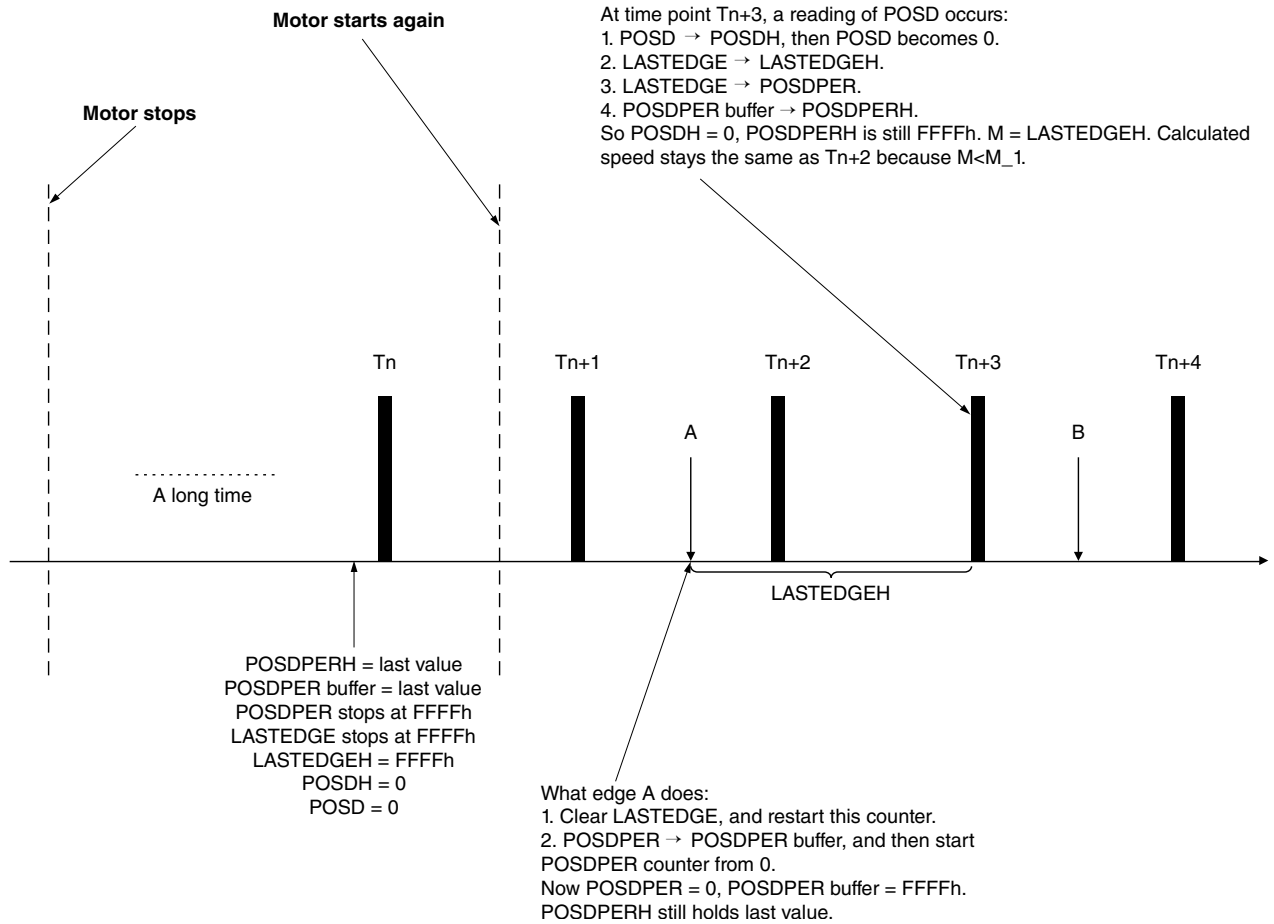 Motor starts again
Motor stops
At time point Tn+3, a reading of POSD occurs:
1. POSD → POSDH, then POSD becomes 0.
2. LASTEDGE → LASTEDGEH.
3. LASTEDGE → POSDPER.
4. POSDPER buffer → POSDPERH.
So POSDH = 0, POSDPERH is still FFFFh. M = LASTEDGEH. Calculated
speed stays the same as Tn+2 because M<M_1.
Tn
Tn+1
Tn+2
Tn+3
Tn+4
A
B
A long time
LASTEDGEH
POSDPERH = last value
POSDPER buffer = last value
POSDPER stops at FFFFh
LASTEDGE stops at FFFFh
LASTEDGEH = FFFFh
POSDH = 0
POSD = 0
What edge A does:
1. Clear LASTEDGE, and restart this counter.
2. POSDPER → POSDPER buffer, and then start
POSDPER counter from 0.
Now POSDPER = 0, POSDPER buffer = FFFFh.
POSDPERH still holds last value.